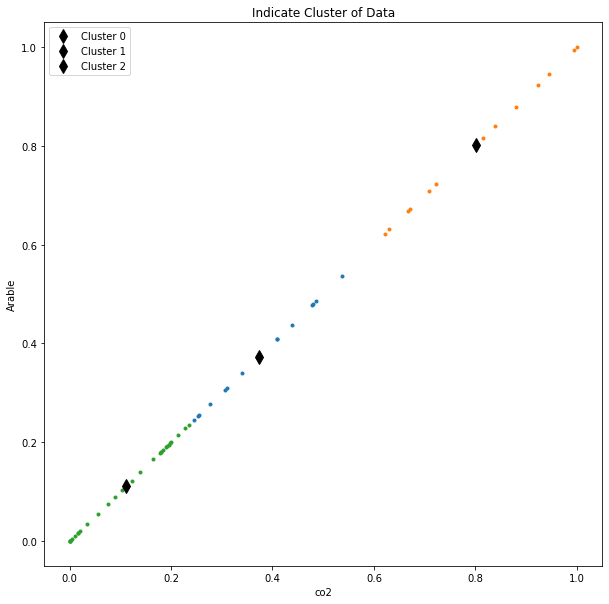 Indicate Cluster of Data
Cluster 0
Cluster 1
Cluster 2
1.0
0.8
0.6
0.4
0.2
0.0
Arable
0.0 0.2 0.4 0.6 0.8 1.0
co2